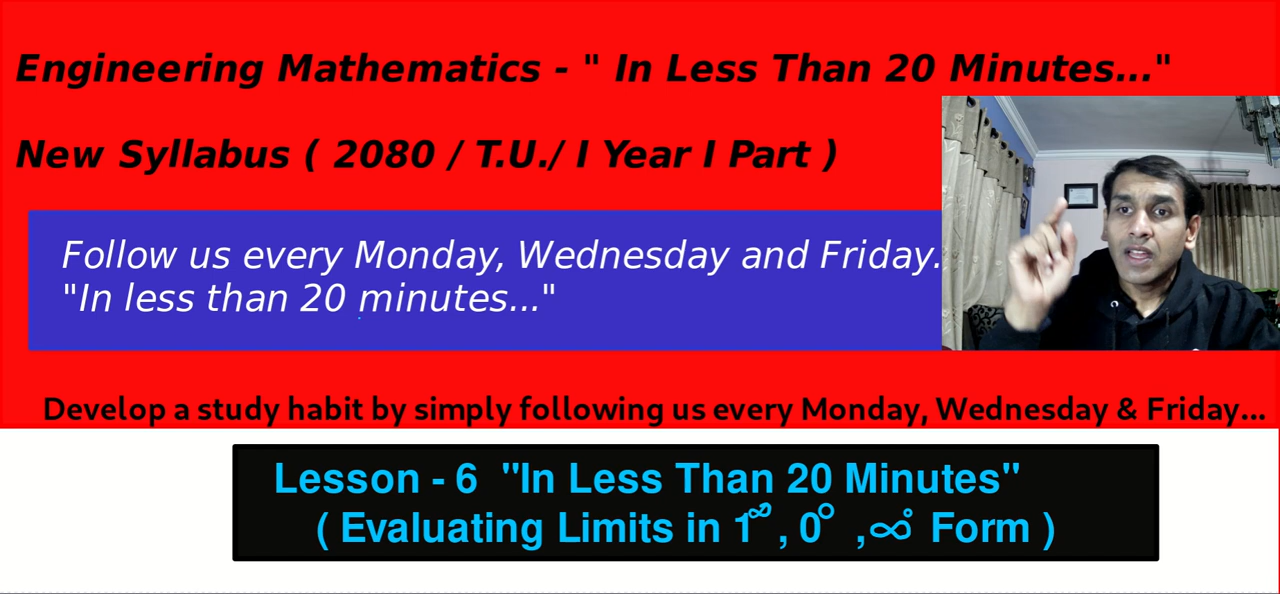 Engineering Mathematics - " In Less Than 20 Minutes..."
New Syllabus ( 2080 / T.U./ I Year I Part )
Follow us every Monday, Wednesday and Friday.
"In less than 20 minutes..."
Develop a study habit by simply following us every Monday, Wednesday & Friday...
Lesson - 6 "In Less Than 20 Minutes"
( Evaluating Limits in 1^∞ , 0^0 , ∞^0 Form )